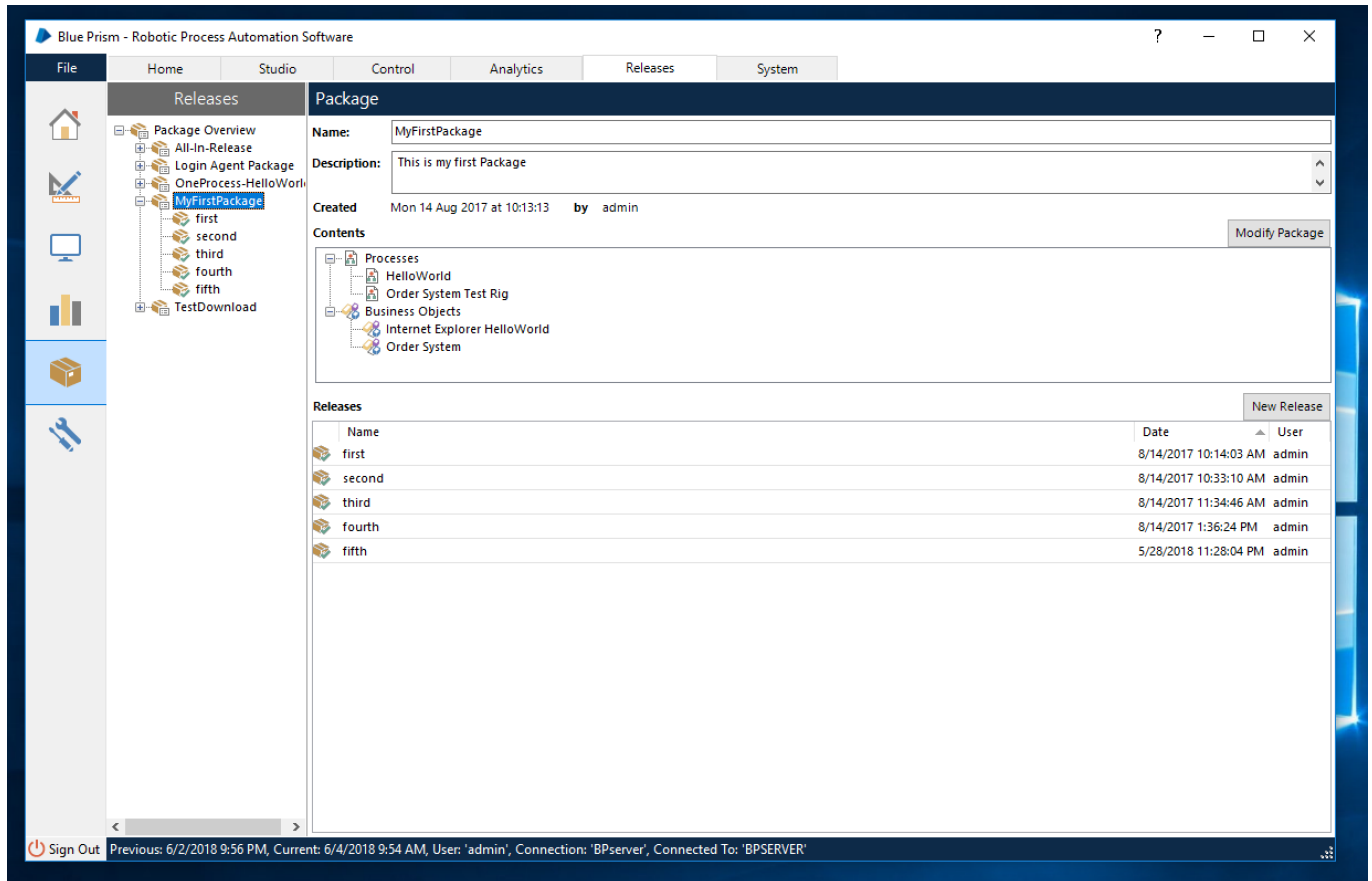 Blue Prism - Robotic Process Automation Software
?
File Home Studio Control Analytics Releases System
Releases
Package Overview
All-In-Release
Login Agent Package
OneProcess-HelloWorl
MyFirstPackage
first
second
third
fourth
fifth
TestDownload
Package
Name: MyFirstPackage
Description: This is my first Package
Created Mon 14 Aug 2017 at 10:13:13 by admin
Contents Modify Package
Processes
HelloWorld
Order System Test Rig
Business Objects
Internet Explorer HelloWorld
Order System
Releases New Release
Name Date User
first 8/14/2017 10:14:03 AM admin
second 8/14/2017 10:33:10 AM admin
third 8/14/2017 11:34:46 AM admin
fourth 8/14/2017 1:36:24 PM admin
fifth 5/28/2018 11:28:04 PM admin
Sign Out Previous: 6/2/2018 9:56 PM, Current: 6/4/2018 9:54 AM, User: 'admin', Connection: 'BPserver', Connected To: 'BPSERVER'